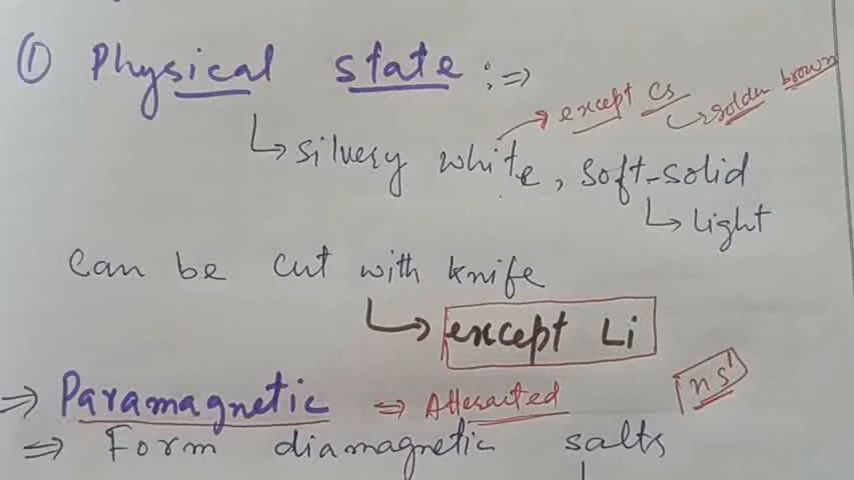 ① Physical state :⇒
↳ silvery white, soft-solid
→ except Cs ↳ golden brown
↳ light
can be cut with knife
↳ except Li
⇒ Paramagnetic ⇒ Atteracted
ns¹
⇒ Form diamagnetic salts